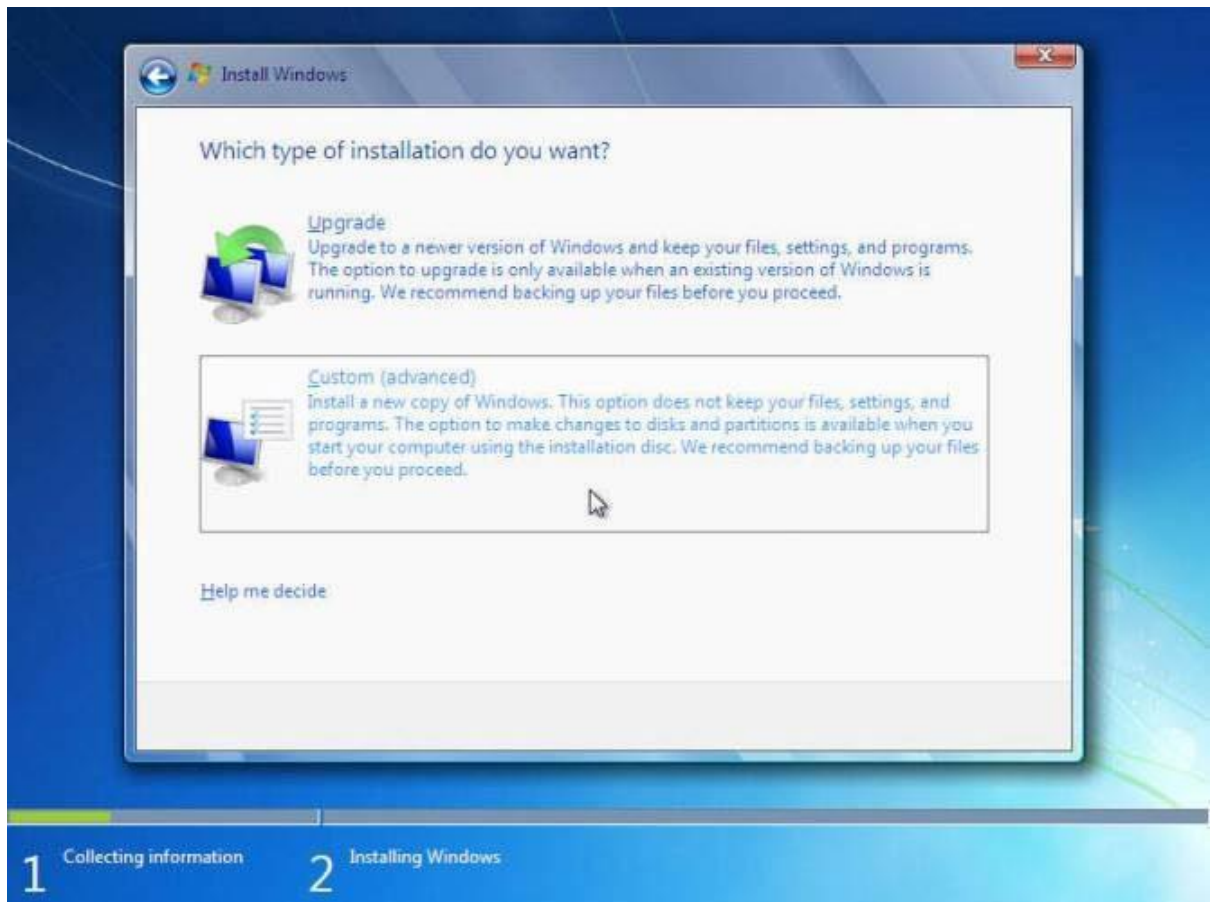 Install Windows
Which type of installation do you want?
Upgrade
Upgrade to a newer version of Windows and keep your files, settings, and programs.
The option to upgrade is only available when an existing version of Windows is
running. We recommend backing up your files before you proceed.
Custom (advanced)
Install a new copy of Windows. This option does not keep your files, settings, and
programs. The option to make changes to disks and partitions is available when you
start your computer using the installation disc. We recommend backing up your files
before you proceed.
Help me decide
1 Collecting information 2 Installing Windows